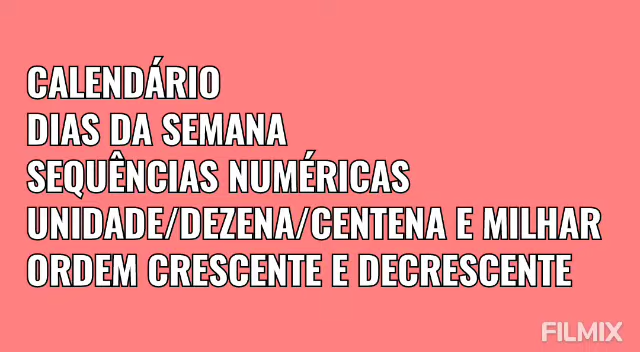 CALENDÁRIO
DIAS DA SEMANA
SEQUÊNCIAS NUMÉRICAS
UNIDADE/DEZENA/CENTENA E MILHAR
ORDEM CRESCENTE E DECRESCENTE
FILMIX